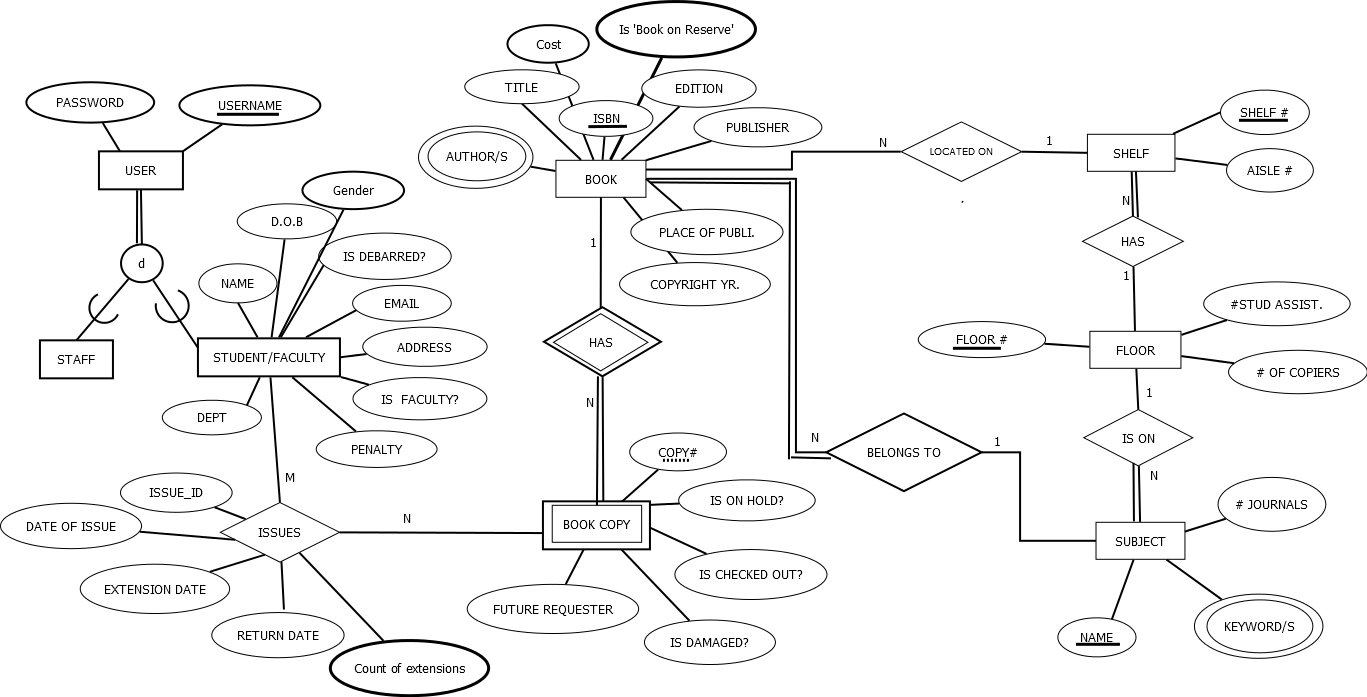 Is 'Book on Reserve'
Cost
TITLE
EDITION
PASSWORD
USERNAME
ISBN
PUBLISHER
SHELF #
AUTHOR/S
N
LOCATED ON
1
SHELF
USER
BOOK
AISLE #
Gender
N
D.O.B
PLACE OF PUBLI.
1
HAS
IS DEBARRED?
d
1
NAME
COPYRIGHT YR.
EMAIL
#STUD ASSIST.
FLOOR #
HAS
ADDRESS
FLOOR
STAFF
STUDENT/FACULTY
# OF COPIERS
IS  FACULTY?
1
N
DEPT
N
1
IS ON
PENALTY
COPY#
BELONGS TO
M
N
ISSUE_ID
IS ON HOLD?
# JOURNALS
N
DATE OF ISSUE
ISSUES
BOOK COPY
SUBJECT
IS CHECKED OUT?
EXTENSION DATE
FUTURE REQUESTER
KEYWORD/S
RETURN DATE
IS DAMAGED?
NAME
Count of extensions